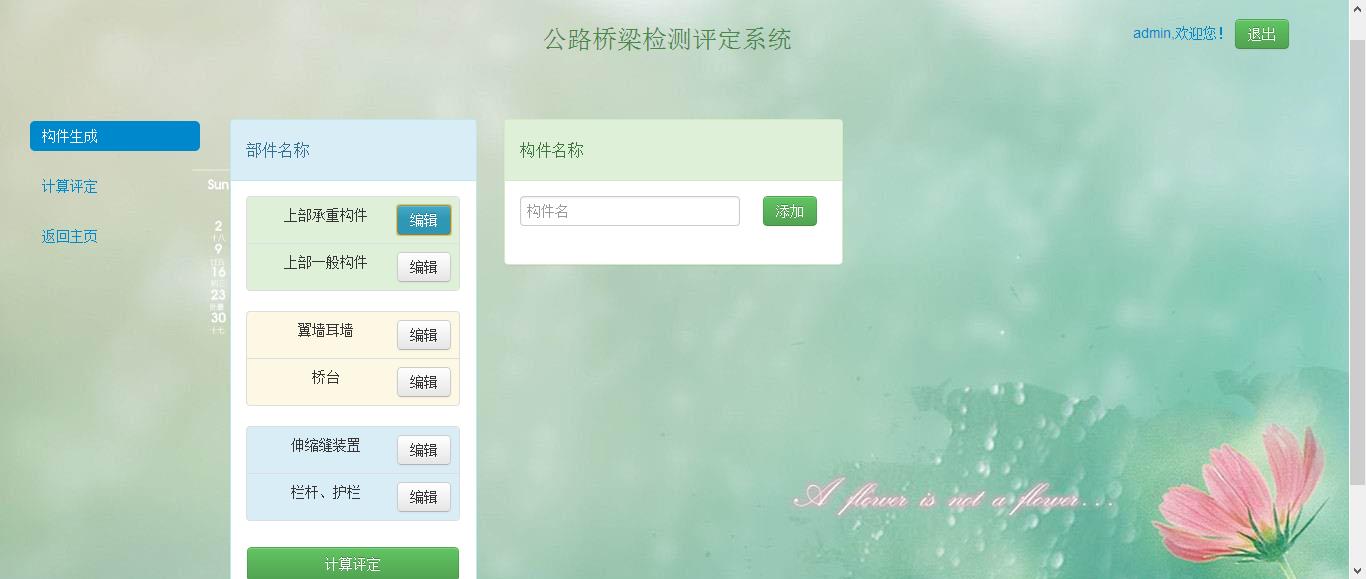 公路桥梁检测评定系统
admin,欢迎您!
退出
构件生成
计算评定
返回主页
Sun
2
十八
9
16
23
30
十七
部件名称
上部承重构件
编辑
上部一般构件
编辑
翼墙耳墙
编辑
桥台
编辑
伸缩缝装置
编辑
栏杆、护栏
编辑
计算评定
构件名称
构件名
添加
A flower is not a flower...